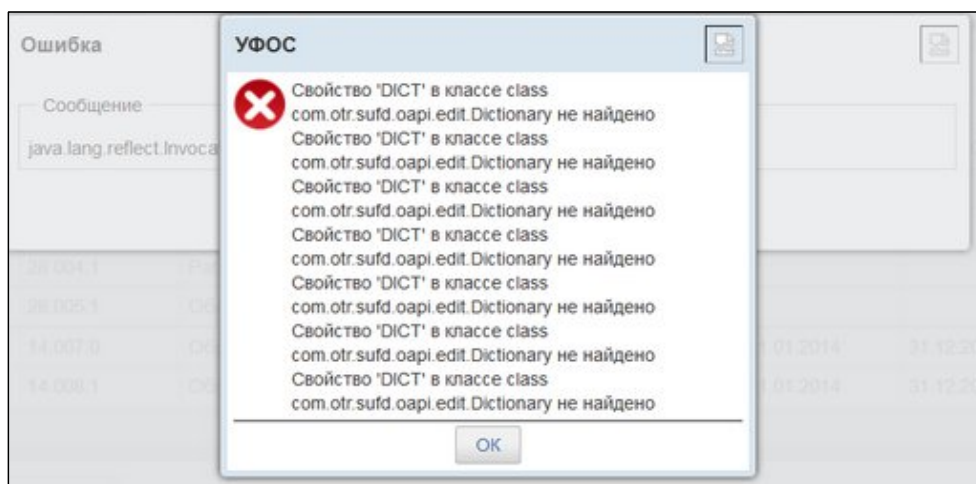 Ошибка
УФОС
Сообщение
java.lang.reflect.Invoca
Свойство 'DICT' в классе class
com.otr.sufd.oapi.edit.Dictionary не найдено
Свойство 'DICT' в классе class
com.otr.sufd.oapi.edit.Dictionary не найдено
Свойство 'DICT' в классе class
com.otr.sufd.oapi.edit.Dictionary не найдено
Свойство 'DICT' в классе class
com.otr.sufd.oapi.edit.Dictionary не найдено
Свойство 'DICT' в классе class
com.otr.sufd.oapi.edit.Dictionary не найдено
Свойство 'DICT' в классе class
com.otr.sufd.oapi.edit.Dictionary не найдено
Свойство 'DICT' в классе class
com.otr.sufd.oapi.edit.Dictionary не найдено
OK